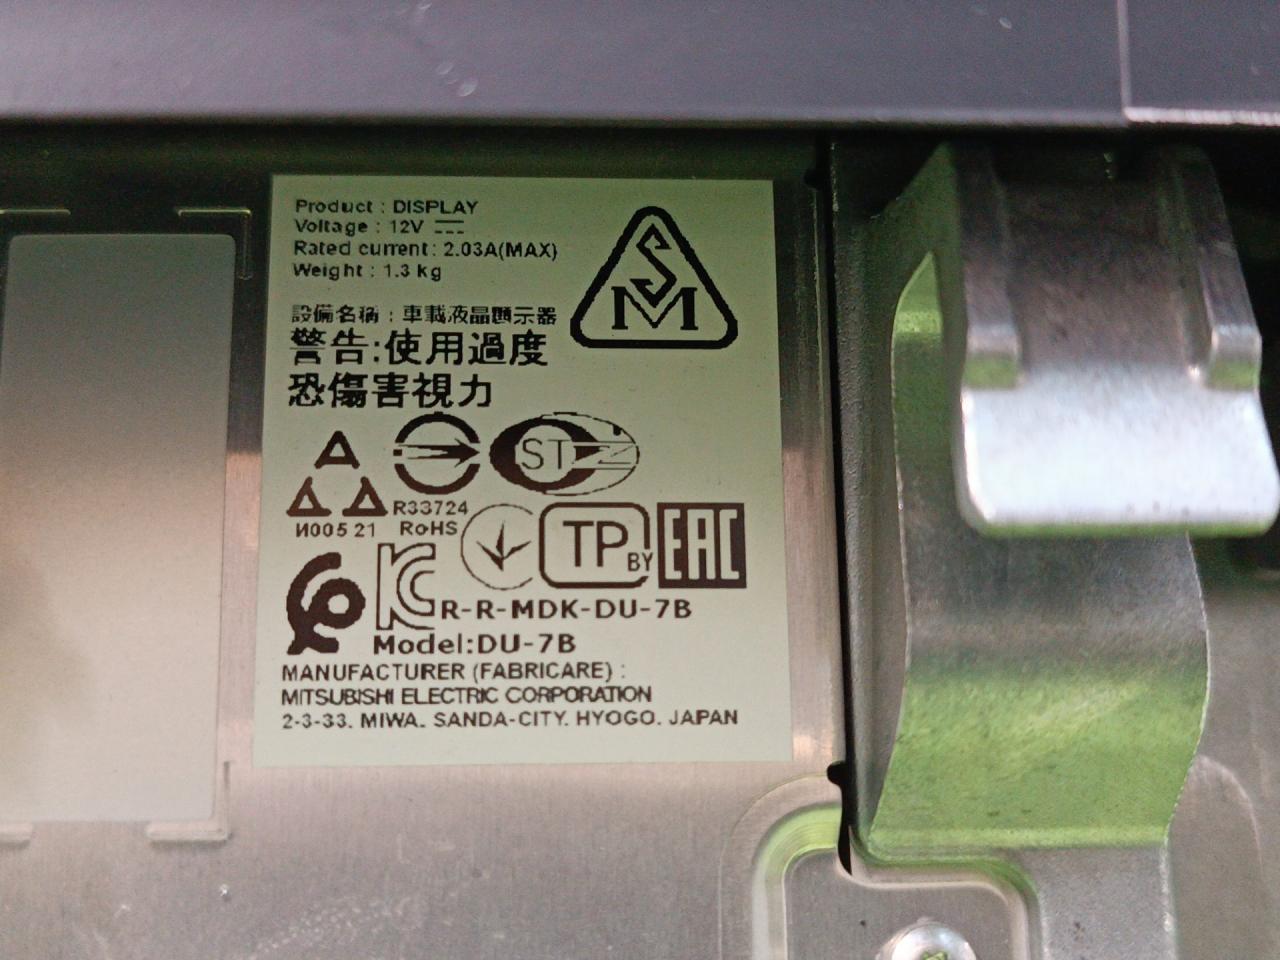 Product : DISPLAY
Voltage : 12V
Rated current : 2.03A(MAX)
Weight : 1.3 kg
SM
設備名稱 : 車載液晶顯示器
警告:使用過度
恐傷害視力
ST
R33724
RoHS
И005 21
TP BY
EAC
KC
R-R-MDK-DU-7B
Model:DU-7B
MANUFACTURER (FABRICARE) :
MITSUBISHI ELECTRIC CORPORATION
2-3-33. MIWA. SANDA-CITY. HYOGO. JAPAN